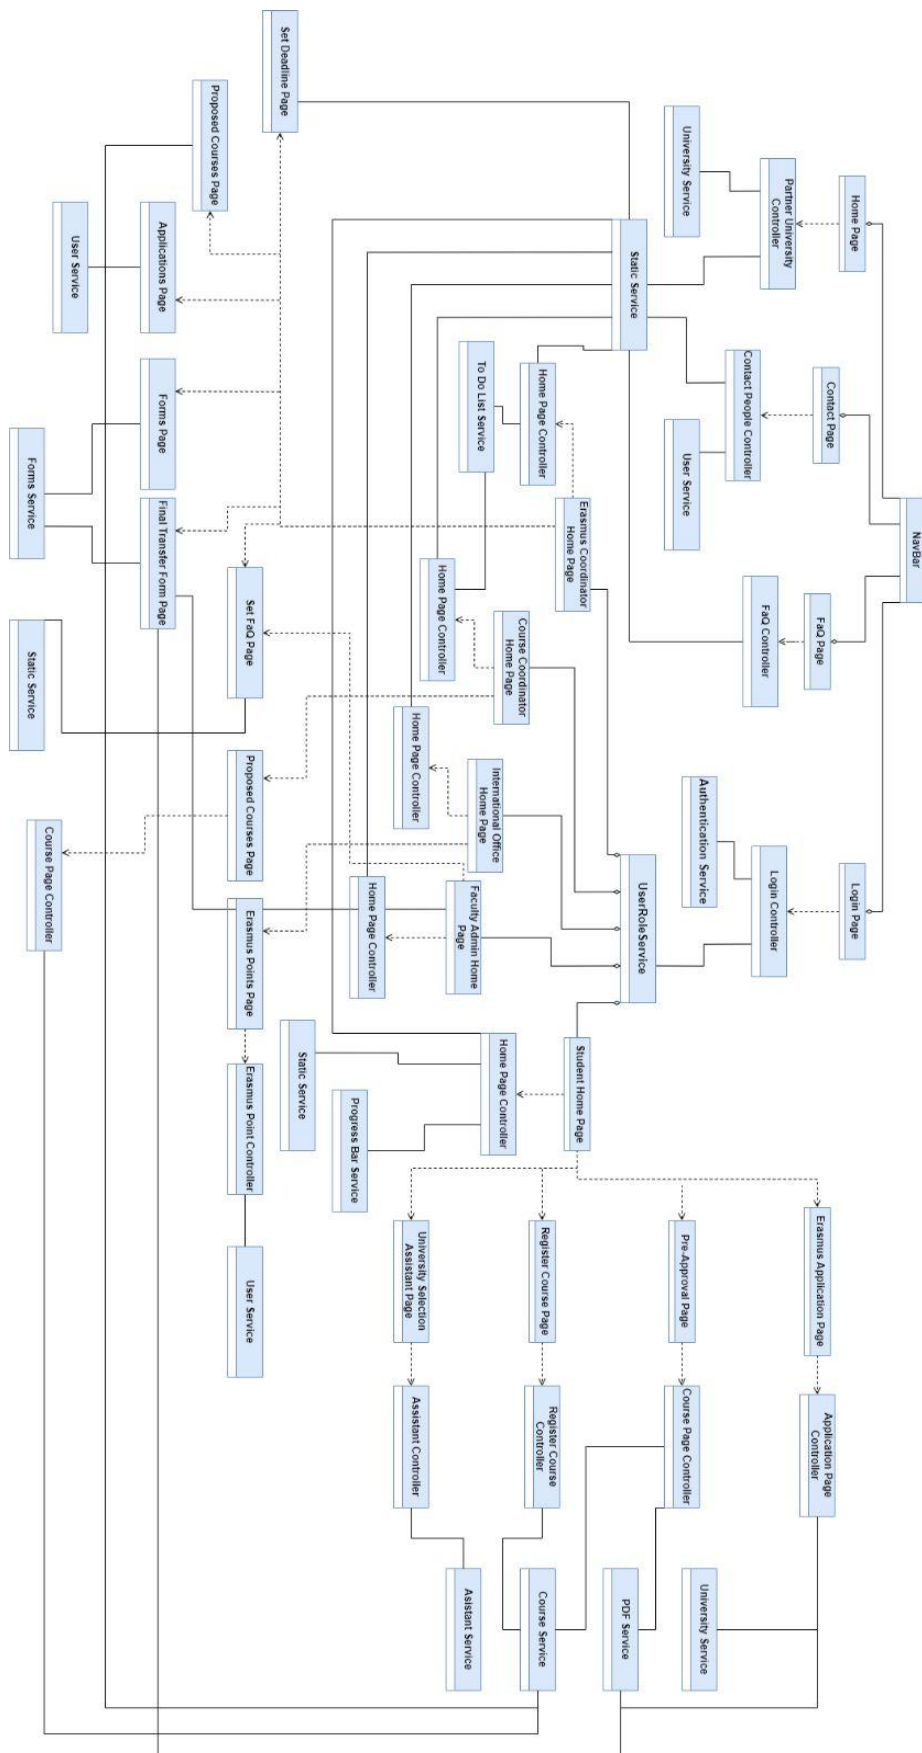 NavBar
Home Page
Contact Page
FaQ Page
Login Page
Partner University
Controller
Contact People Controller
FaQ Controller
Login Controller
Erasmus Application Page
Application Page
Controller
University Service
User Service
Authentication Service
Pre-Approval Page
Course Page Controller
University Service
Static Service
UserRoleService
PDF Service
Erasmus Coordinator
Home Page
Student Home Page
Home Page Controller
Course Coordinator
Home Page
Register Course Page
Register Course
Controller
Course Service
To Do List Service
International Office
Home Page
Home Page Controller
Faculty Admin Home
Page
Home Page Controller
Asistant Service
Home Page Controller
Home Page Controller
University Selection
Assistant Page
Assistant Controller
Progress Bar Service
Static Service
Set Deadline Page
Set FaQ Page
Proposed Courses Page
Erasmus Points Page
Erasmus Point Controller
User Service
Proposed Courses Page
Applications Page
Forms Page
Final Transfer Form Page
User Service
Forms Service
Static Service
Course Page Controller